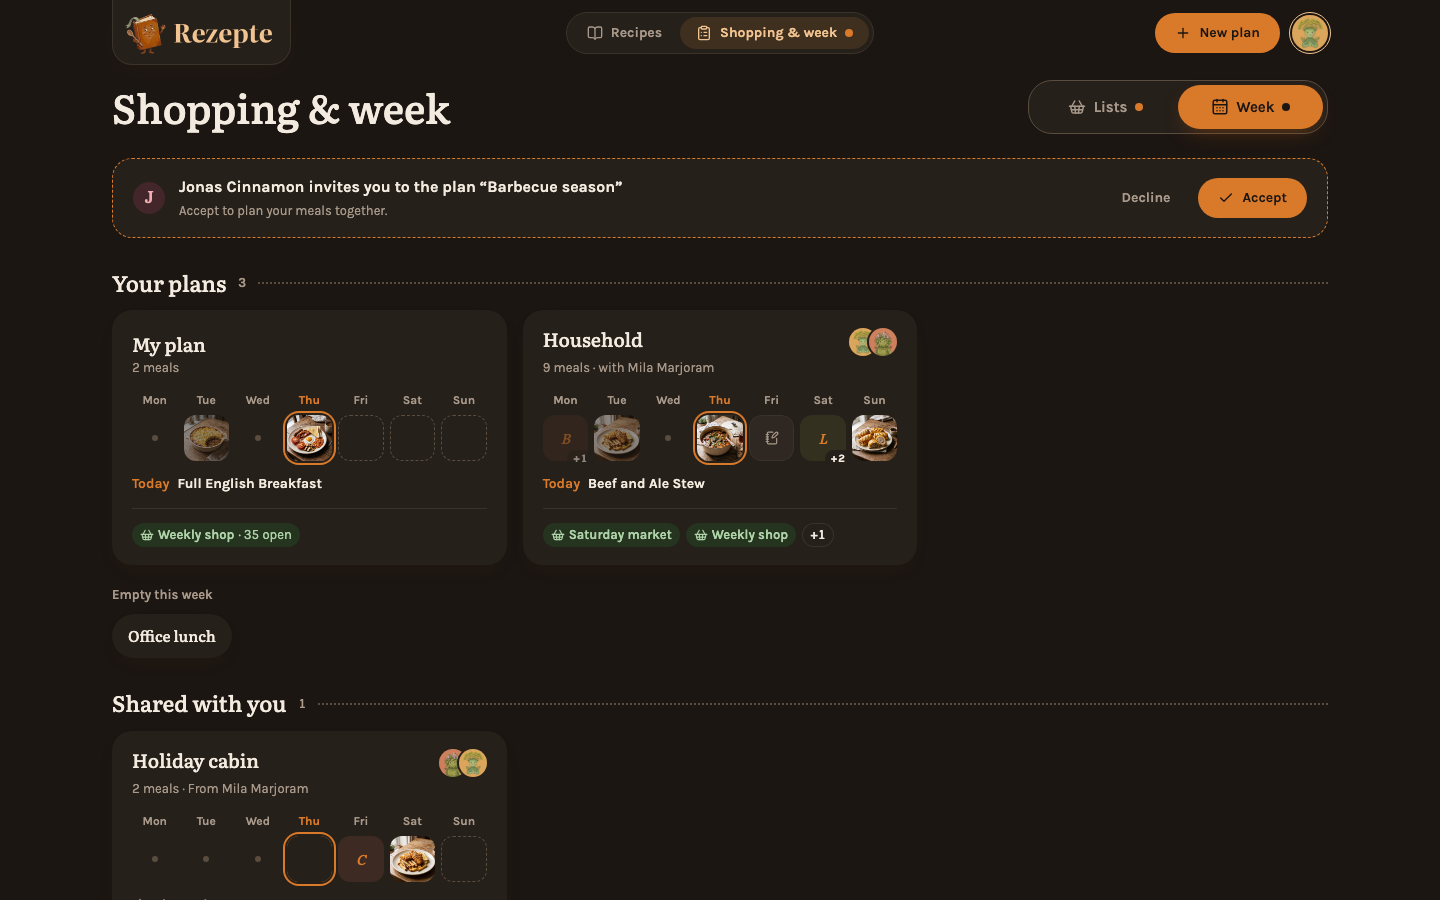 Rezepte
Recipes
Shopping & week
New plan
Shopping & week
Lists
Week
J
Jonas Cinnamon invites you to the plan “Barbecue season”
Accept to plan your meals together.
Decline
Accept
Your plans 3
My plan
2 meals
Mon Tue Wed Thu Fri Sat Sun
Today Full English Breakfast
Weekly shop · 35 open
Household
9 meals · with Mila Marjoram
Mon Tue Wed Thu Fri Sat Sun
B +1 L +2
Today Beef and Ale Stew
Saturday market Weekly shop +1
Empty this week
Office lunch
Shared with you 1
Holiday cabin
2 meals · From Mila Marjoram
Mon Tue Wed Thu Fri Sat Sun
C